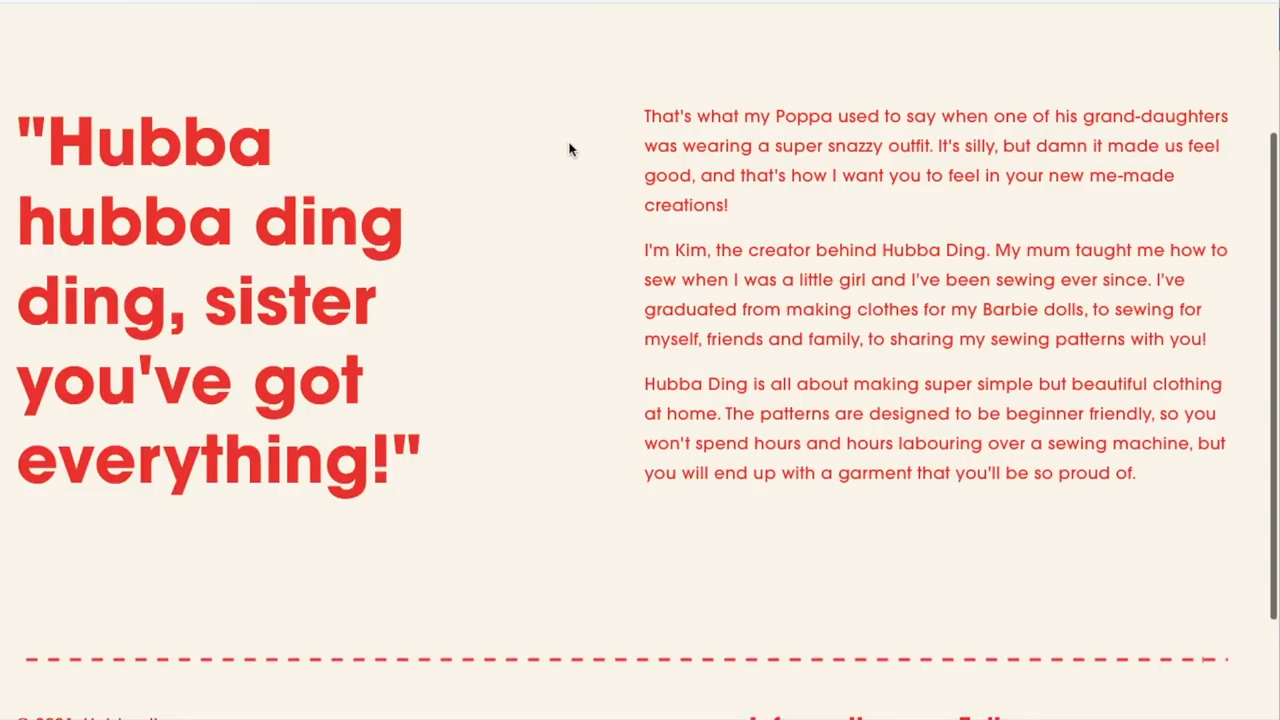 "Hubba
hubba ding
ding, sister
you've got
everything!"
That's what my Poppa used to say when one of his grand-daughters
was wearing a super snazzy outfit. It's silly, but damn it made us feel
good, and that's how I want you to feel in your new me-made
creations!
I'm Kim, the creator behind Hubba Ding. My mum taught me how to
sew when I was a little girl and I've been sewing ever since. I've
graduated from making clothes for my Barbie dolls, to sewing for
myself, friends and family, to sharing my sewing patterns with you!
Hubba Ding is all about making super simple but beautiful clothing
at home. The patterns are designed to be beginner friendly, so you
won't spend hours and hours labouring over a sewing machine, but
you will end up with a garment that you'll be so proud of.